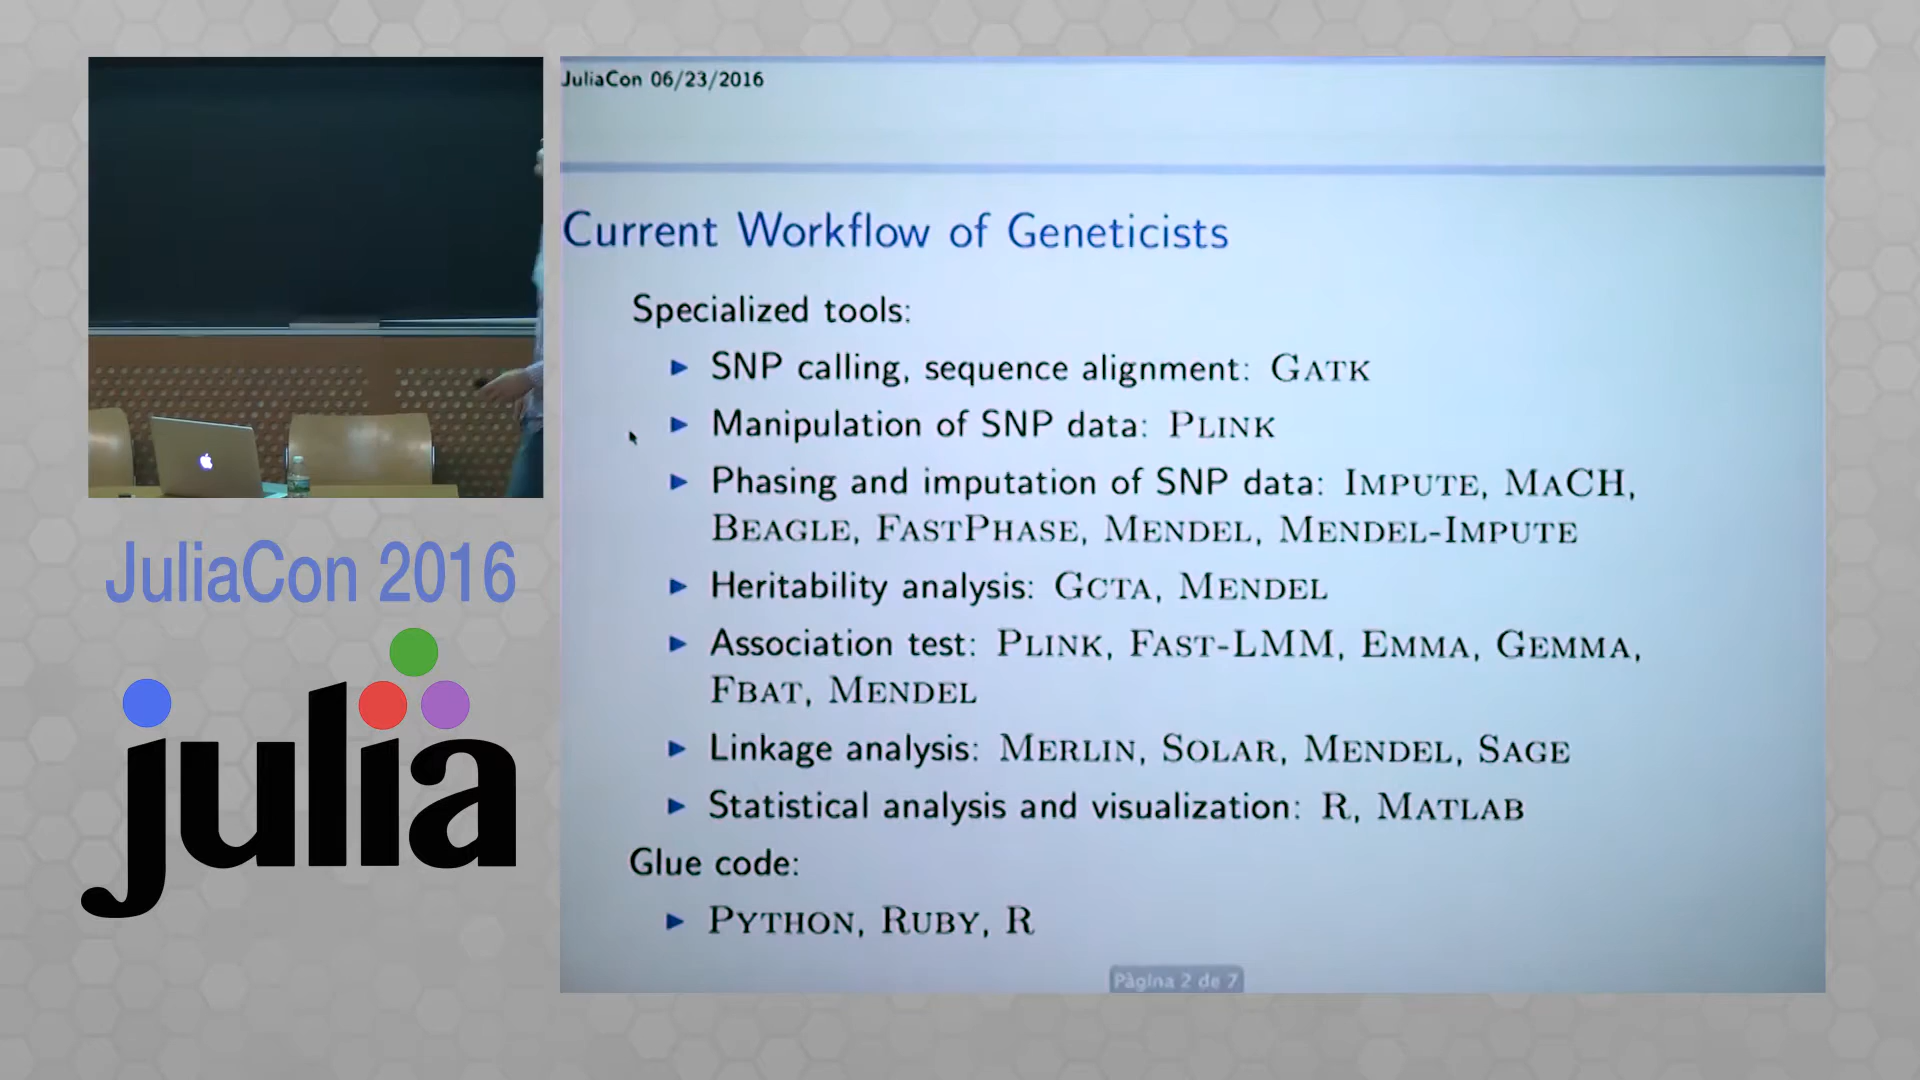 JuliaCon 06/23/2016
Current Workflow of Geneticists
Specialized tools:
SNP calling, sequence alignment: GATK
Manipulation of SNP data: PLINK
Phasing and imputation of SNP data: IMPUTE, MACH,
BEAGLE, FASTPHASE, MENDEL, MENDEL-IMPUTE
Heritability analysis: GCTA, MENDEL
Association test: PLINK, FAST-LMM, EMMA, GEMMA,
FBAT, MENDEL
Linkage analysis: MERLIN, SOLAR, MENDEL, SAGE
Statistical analysis and visualization: R, MATLAB
Glue code:
PYTHON, RUBY, R
Pàgina 2 de 7
JuliaCon 2016
julia